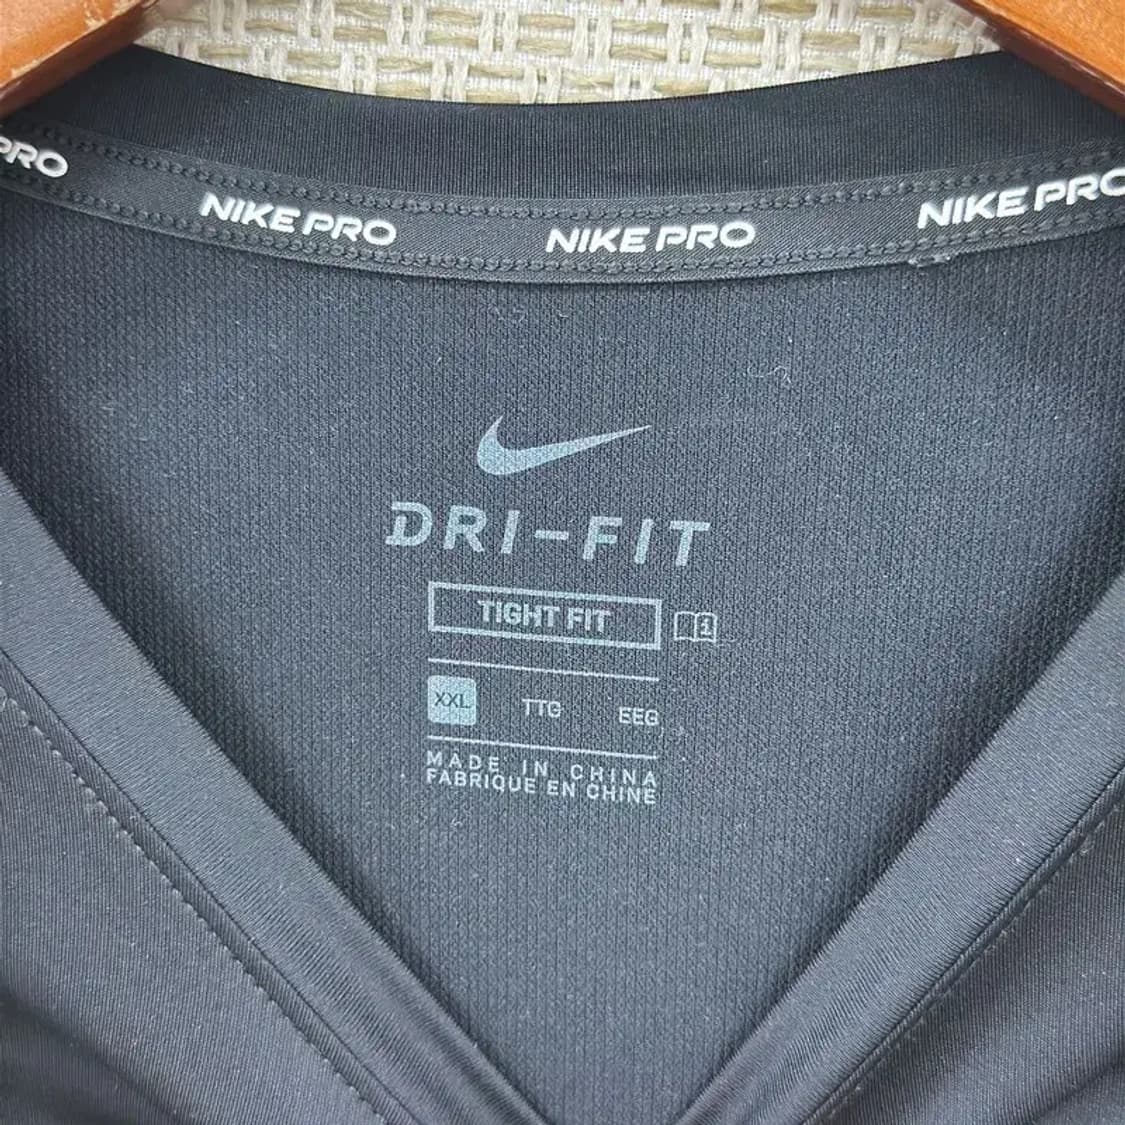 PRO
NIKE PRO
NIKE PRO
NIKE PRO
DRI-FIT
TIGHT FIT i
XXL TTG EEG
MADE IN CHINA
FABRIQUE EN CHINE